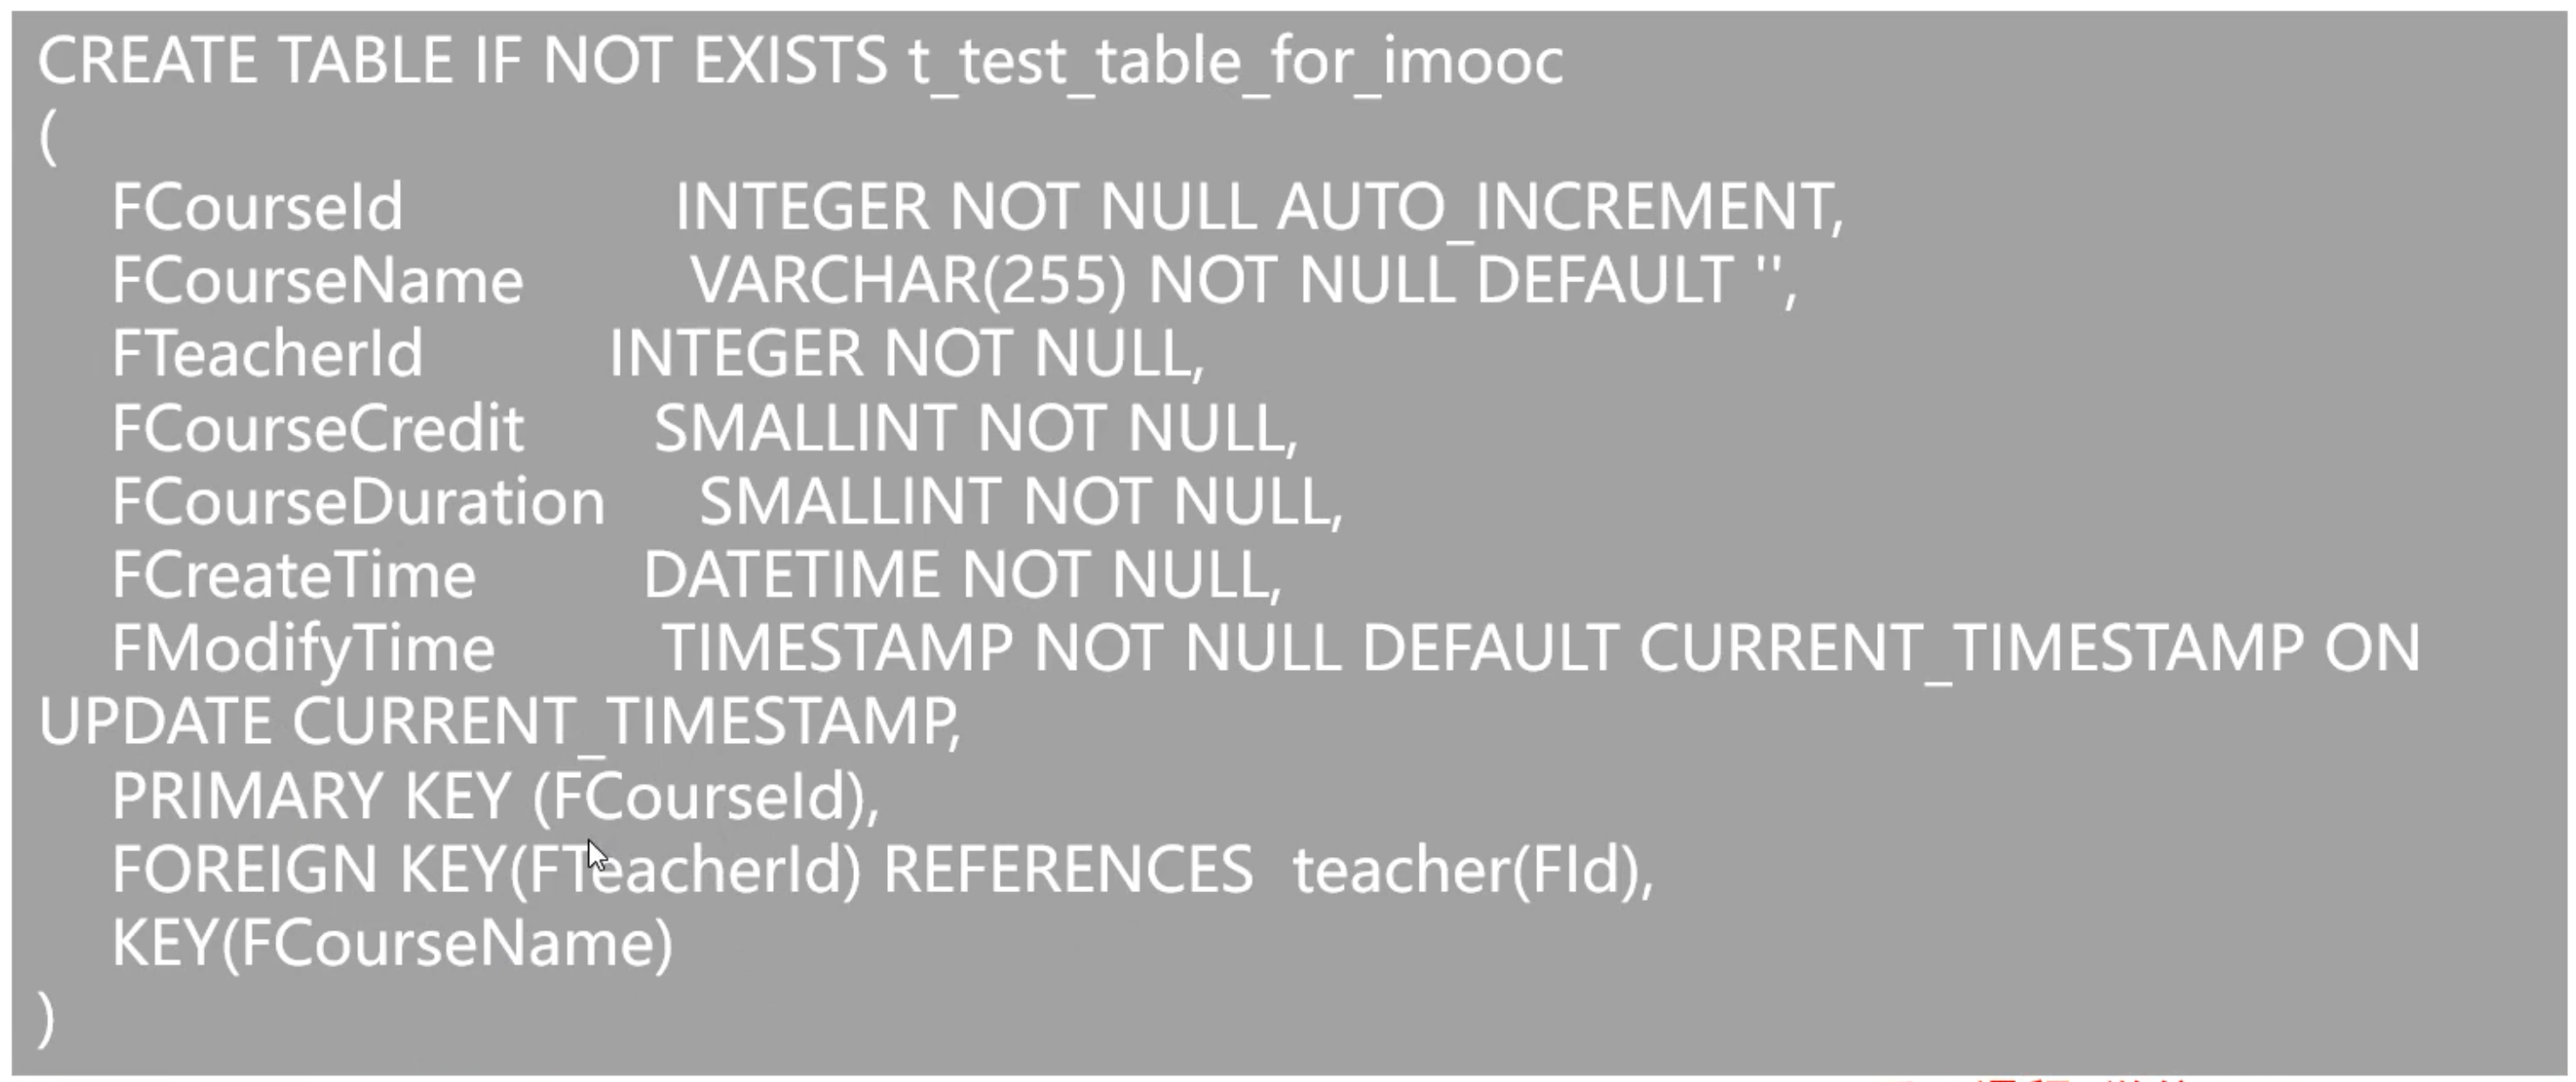 CREATE TABLE IF NOT EXISTS t_test_table_for_imooc
(
FCourseId INTEGER NOT NULL AUTO_INCREMENT,
FCourseName VARCHAR(255) NOT NULL DEFAULT '',
FTeacherId INTEGER NOT NULL,
FCourseCredit SMALLINT NOT NULL,
FCourseDuration SMALLINT NOT NULL,
FCreateTime DATETIME NOT NULL,
FModifyTime TIMESTAMP NOT NULL DEFAULT CURRENT_TIMESTAMP ON
UPDATE CURRENT_TIMESTAMP,
PRIMARY KEY (FCourseId),
FOREIGN KEY(FTeacherId) REFERENCES teacher(FId),
KEY(FCourseName)
)